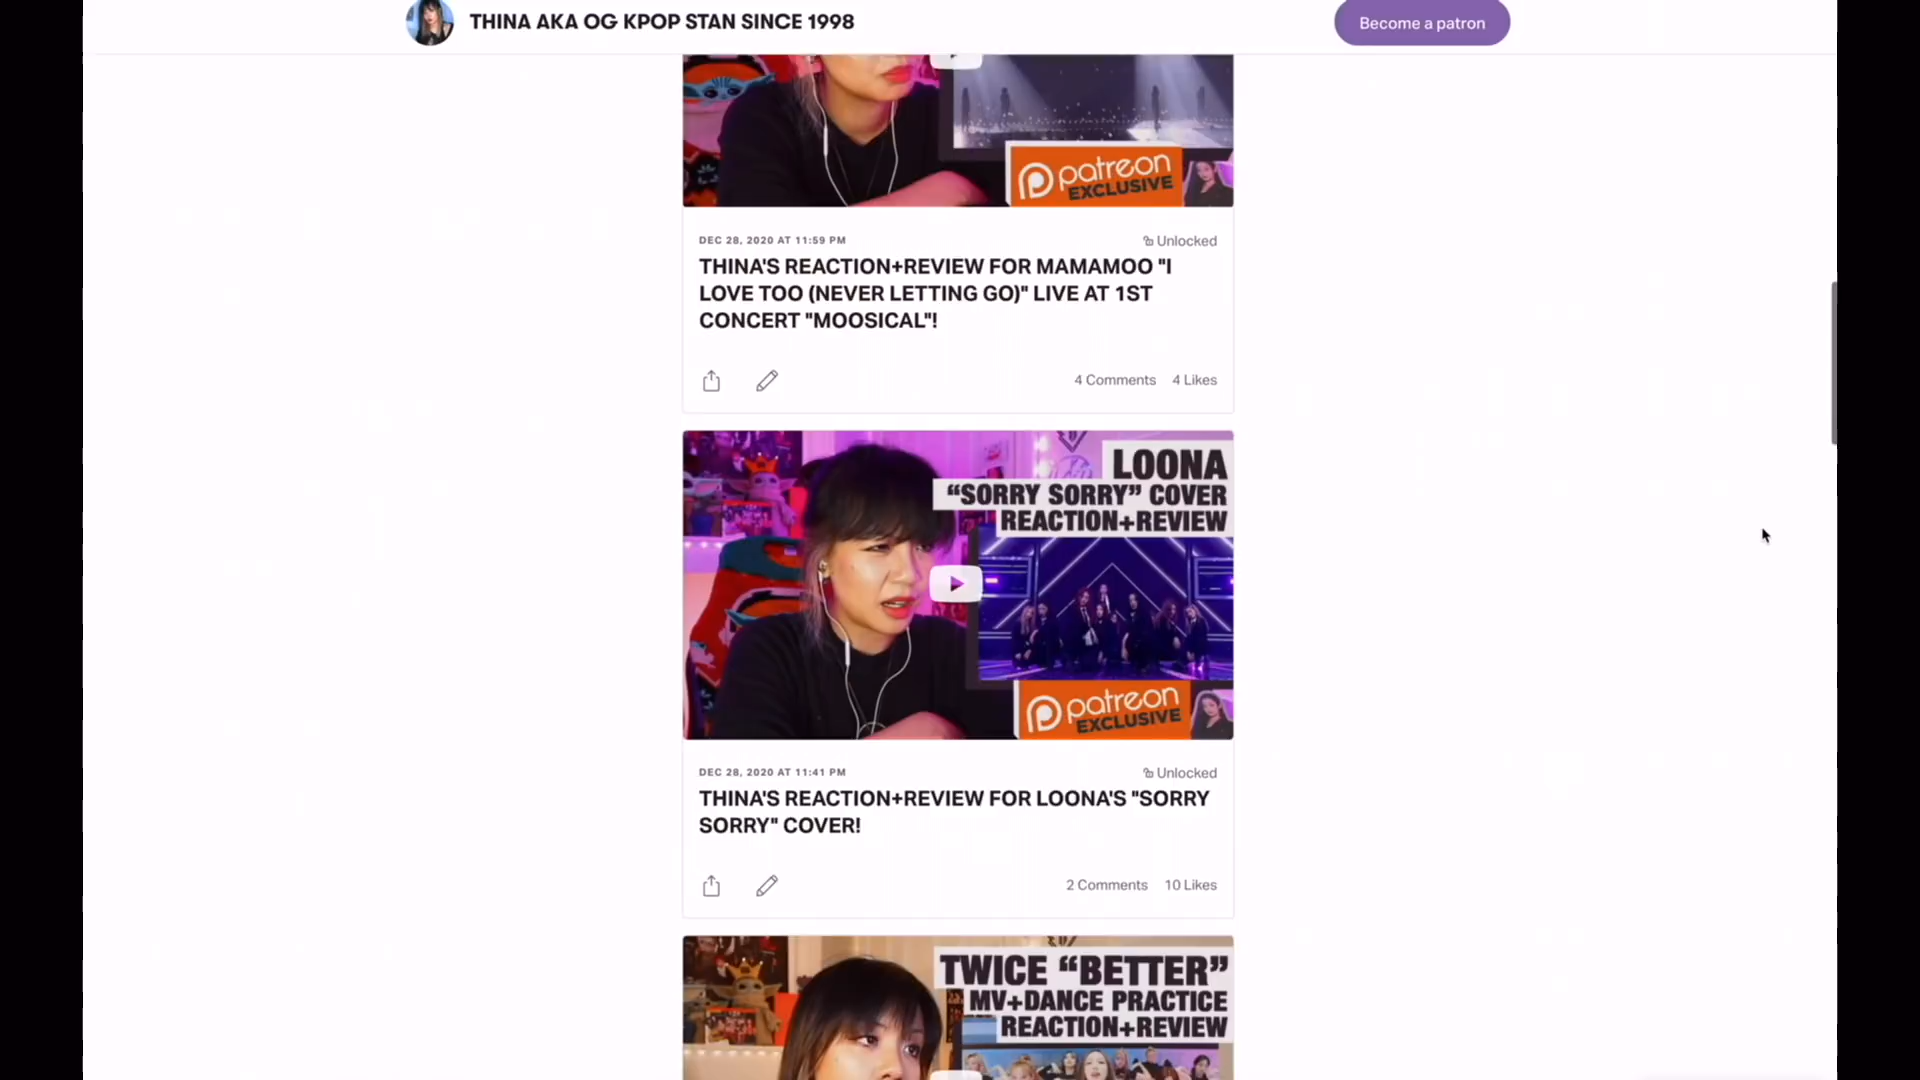 THINA AKA OG KPOP STAN SINCE 1998
Become a patron
patreon
EXCLUSIVE
DEC 28, 2020 AT 11:59 PM
Unlocked
THINA'S REACTION+REVIEW FOR MAMAMOO "I
LOVE TOO (NEVER LETTING GO)" LIVE AT 1ST
CONCERT "MOOSICAL"!
4 Comments
4 Likes
LOONA
“SORRY SORRY” COVER
REACTION+REVIEW
patreon
EXCLUSIVE
DEC 28, 2020 AT 11:41 PM
Unlocked
THINA'S REACTION+REVIEW FOR LOONA'S "SORRY
SORRY" COVER!
2 Comments
10 Likes
TWICE “BETTER”
MV+DANCE PRACTICE
REACTION+REVIEW